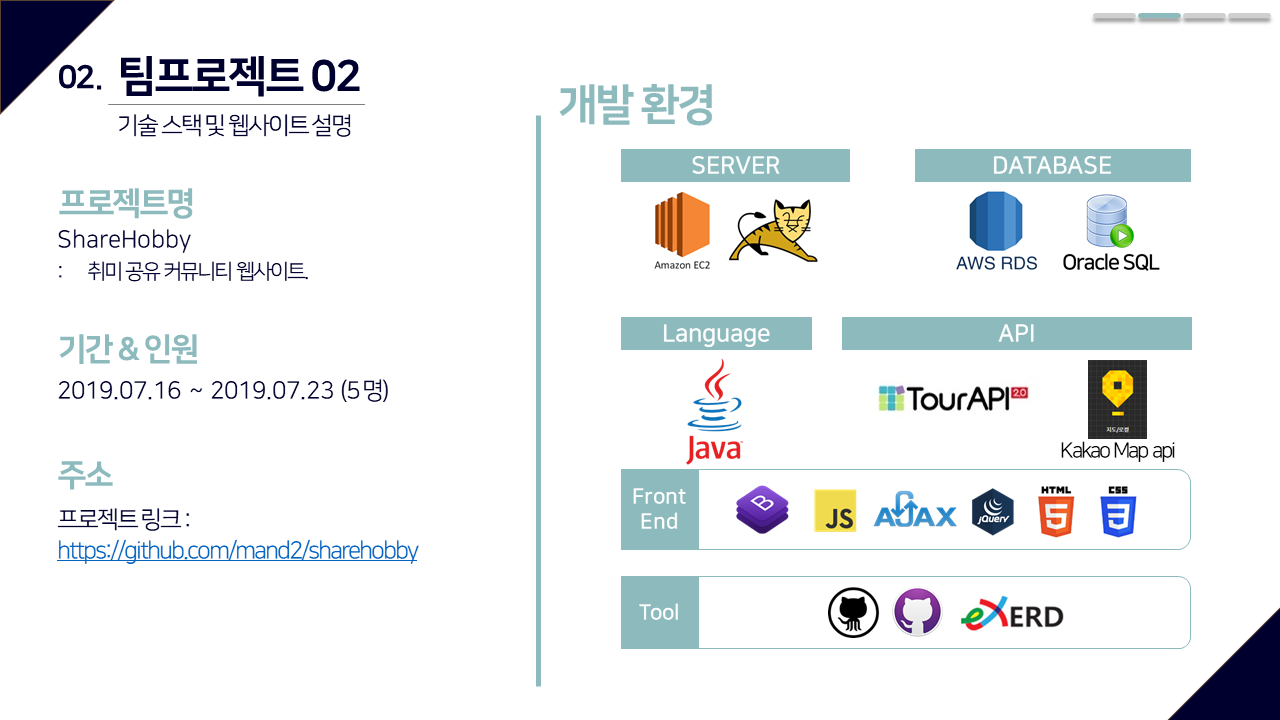 02. 팀프로젝트 02
기술 스택 및 웹사이트 설명
프로젝트명
ShareHobby
: 취미 공유 커뮤니티 웹사이트.
기간 & 인원
2019.07.16 ~ 2019.07.23 (5명)
주소
프로젝트 링크 :
https://github.com/mand2/sharehobby
개발 환경
SERVER
Amazon EC2
DATABASE
AWS RDS
Oracle SQL
Language
Java
API
TourAPI 2.0
지도/로컬
Kakao Map api
Front
End
B
JS
AJAX
jQuery
HTML
5
CSS
3
Tool
eXERD